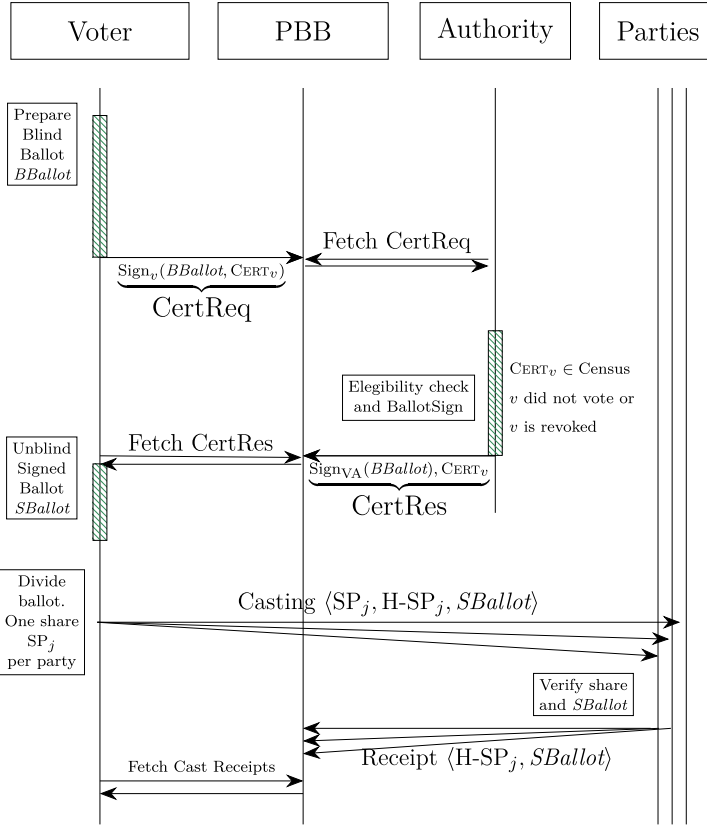 Voter
PBB
Authority
Parties
Prepare
Blind
Ballot
BBallot
Fetch CertReq
Sign_v(BBallot, CERT_v)
CertReq
CERT_v ∈ Census
v did not vote or
v is revoked
Elegibility check
and BallotSign
Unblind
Signed
Ballot
SBallot
Fetch CertRes
Sign_VA(BBallot), CERT_v
CertRes
Divide
ballot.
One share
SP_j
per party
Casting ⟨SP_j, H-SP_j, SBallot⟩
Verify share
and SBallot
Receipt ⟨H-SP_j, SBallot⟩
Fetch Cast Receipts